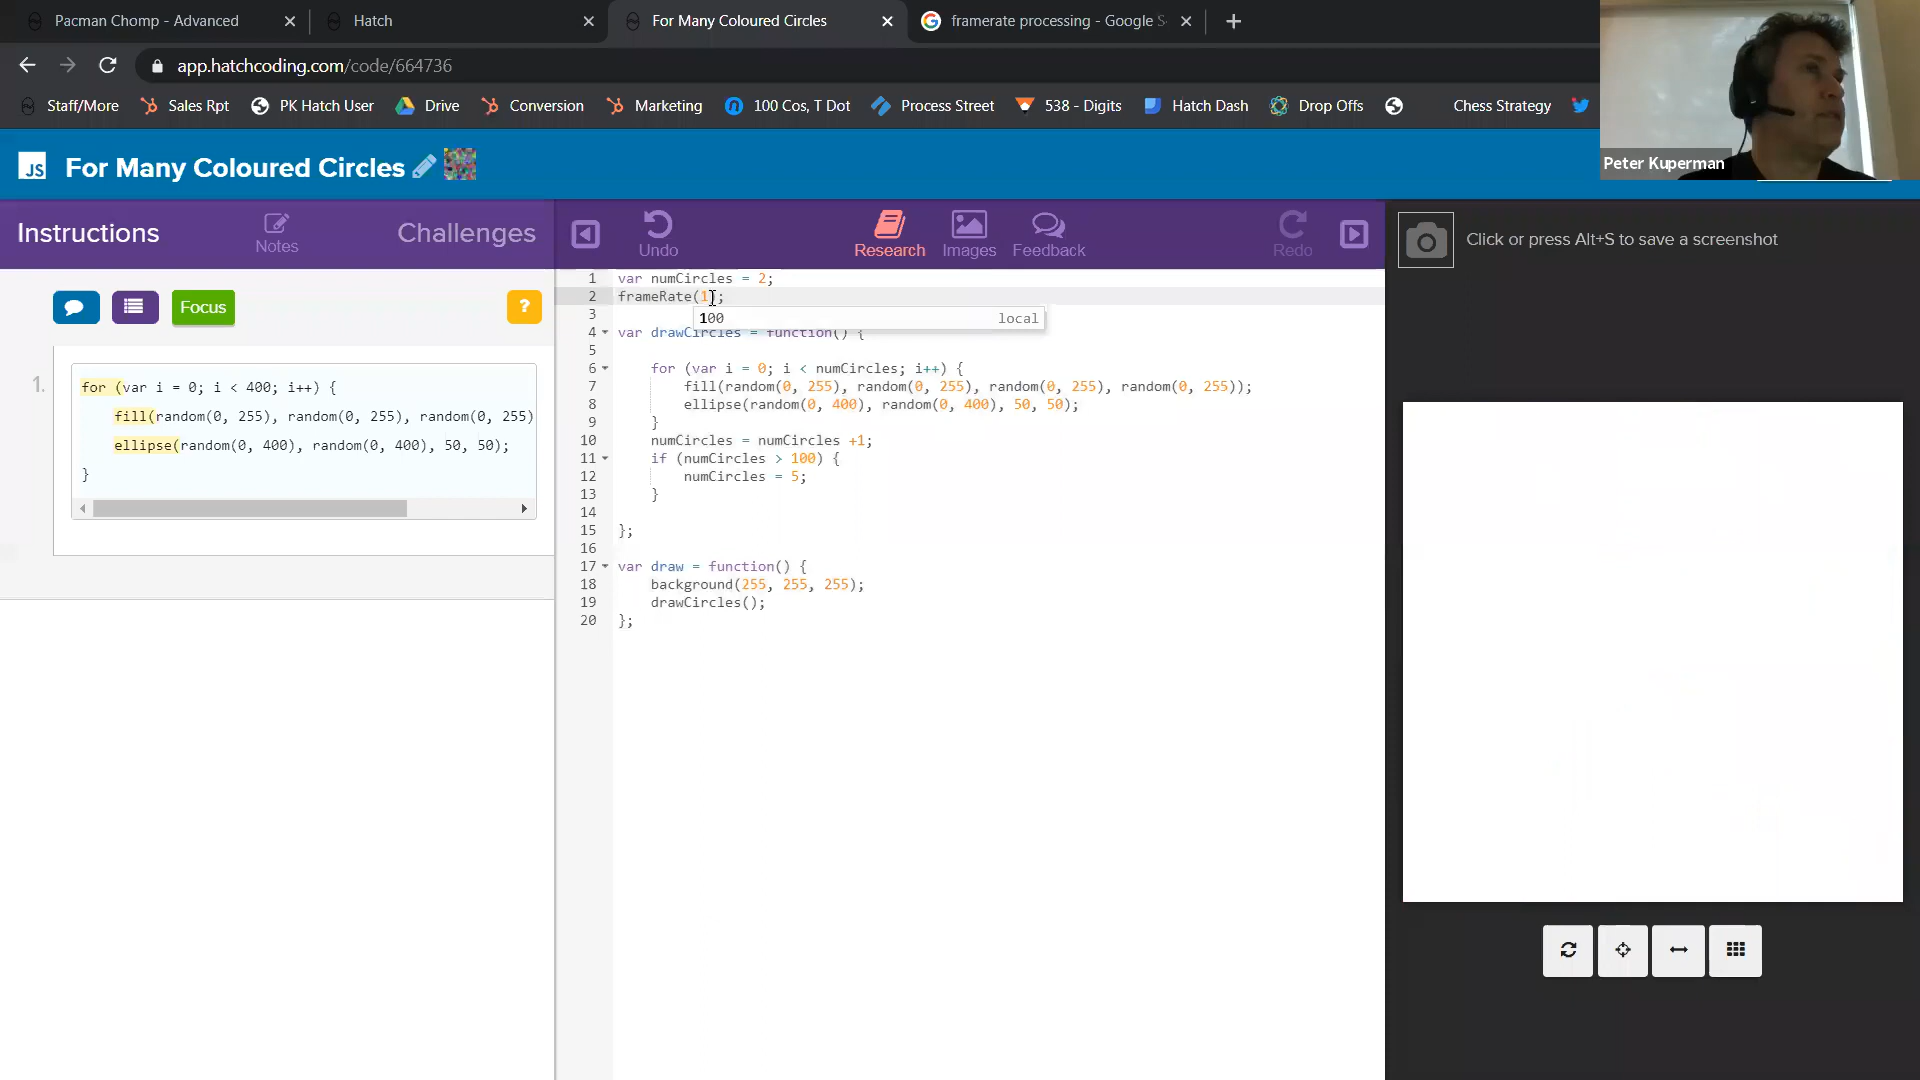 Pacman Chomp - Advanced
Hatch
For Many Coloured Circles
framerate processing - Google S
app.hatchcoding.com/code/664736
Staff/More
Sales Rpt
PK Hatch User
Drive
Conversion
Marketing
100 Cos, T Dot
Process Street
538 - Digits
Hatch Dash
Drop Offs
Chess Strategy
Peter Kuperman
JS
For Many Coloured Circles
Instructions
Notes
Challenges
Undo
Research
Images
Feedback
Redo
Click or press Alt+S to save a screenshot
Focus
?
1.
for (var i = 0; i < 400; i++) {
fill(random(0, 255), random(0, 255), random(0, 255)
ellipse(random(0, 400), random(0, 400), 50, 50);
}
1 var numCircles = 2;
2 frameRate(1);
100 local
3
4 var drawCircles = function() {
5
6 for (var i = 0; i < numCircles; i++) {
7 fill(random(0, 255), random(0, 255), random(0, 255), random(0, 255));
8 ellipse(random(0, 400), random(0, 400), 50, 50);
9 }
10 numCircles = numCircles +1;
11 if (numCircles > 100) {
12 numCircles = 5;
13 }
14
15 };
16
17 var draw = function() {
18 background(255, 255, 255);
19 drawCircles();
20 };